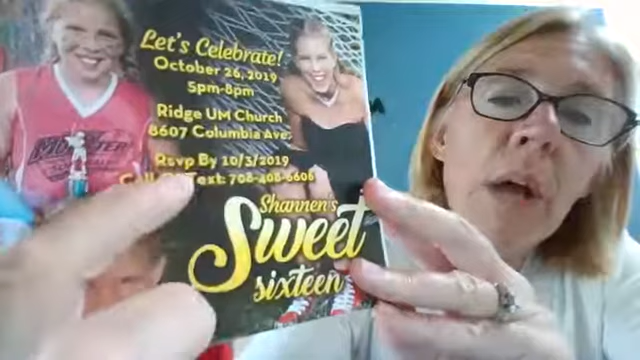 Let's Celebrate!
October 26, 2019
5pm-8pm
Ridge UM Church
8607 Columbia Ave.
Rsvp By 10/3/2019
Call Text: 708-408-6606
Shannen's
Sweet
sixteen